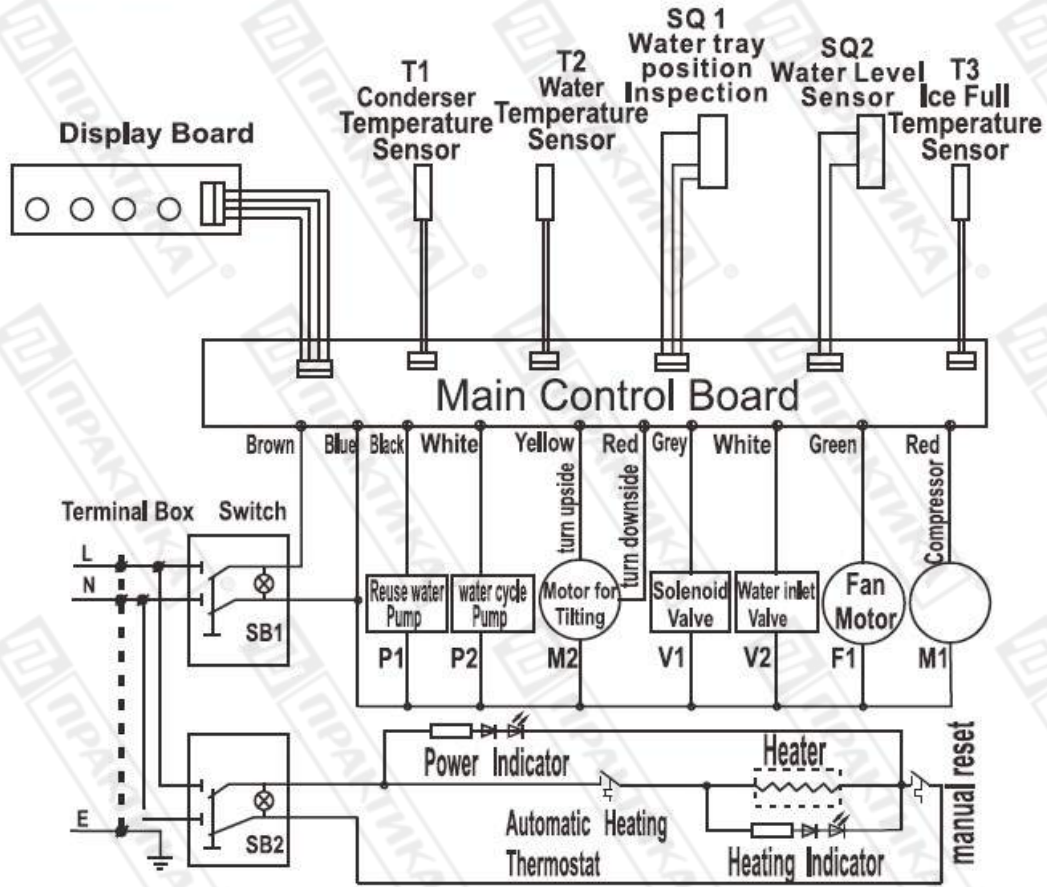 SQ 1
Water tray
position
Inspection
T1
Conderser
Temperature
Sensor
T2
Water
Temperature
Sensor
SQ2
Water Level
Sensor
T3
Ice Full
Temperature
Sensor
Display Board
Main Control Board
Brown
Blue
Black
White
Yellow
Red
Grey
White
Green
Red
turn upside
turn downside
Compressor
Terminal Box
Switch
L
N
E
SB1
SB2
Reuse water
Pump
P1
water cycle
Pump
P2
Motor for
Tilting
M2
Solenoid
Valve
V1
Water inlet
Valve
V2
Fan
Motor
F1
M1
Power Indicator
Heater
manual reset
Automatic Heating
Thermostat
Heating Indicator
ПРАКТИКА